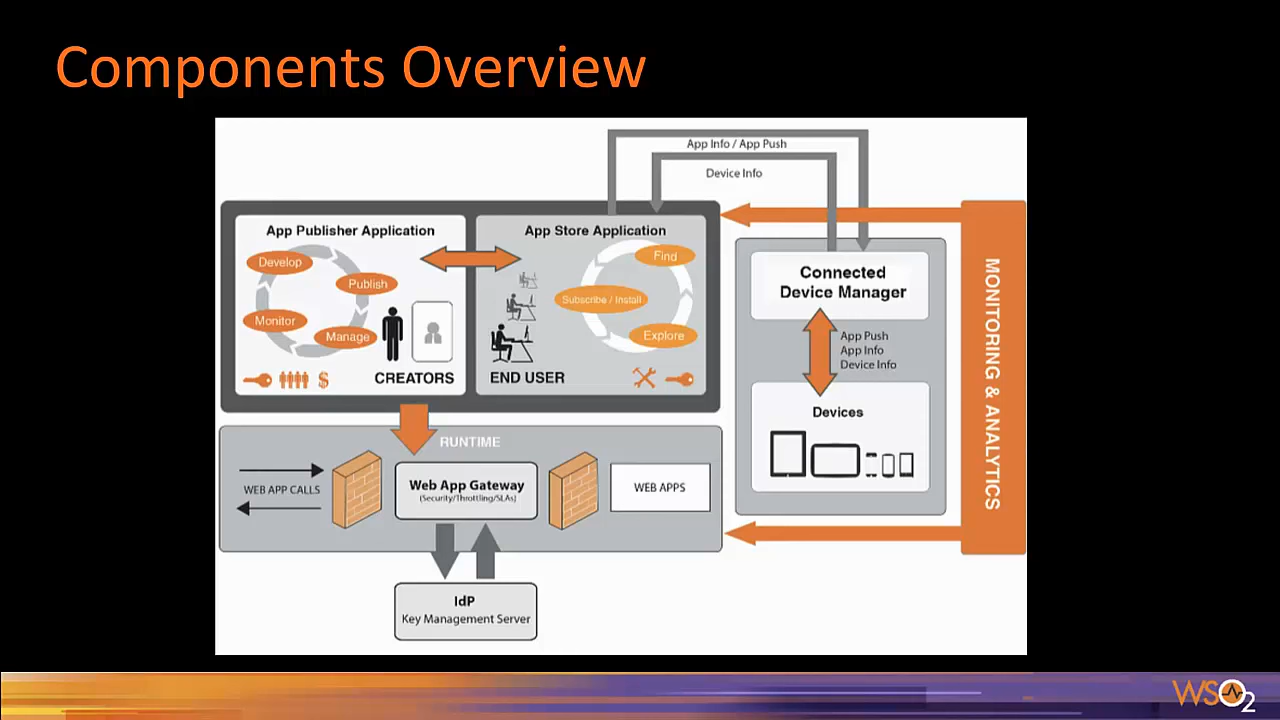 Components Overview
App Info / App Push
Device Info
App Publisher Application
Develop
Publish
Monitor
Manage
$
CREATORS
App Store Application
Find
Subscribe / Install
Explore
END USER
Connected
Device Manager
App Push
App Info
Device Info
Devices
MONITORING & ANALYTICS
RUNTIME
WEB APP CALLS
Web App Gateway
(Security/Throttling/SLAs)
WEB APPS
IdP
Key Management Server
WSO2